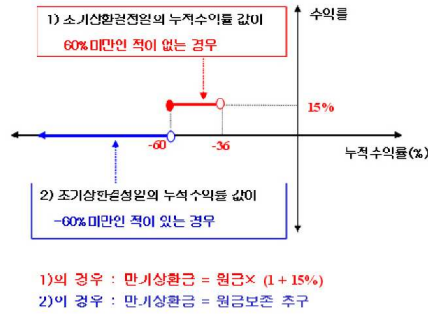 1) 조기상환결정일의 누적수익률 값이
60%미만인 적이 없는 경우
수익률
15%
-60
-36
누적수익률(%)
2) 조기상환결정일의 누적수익률 값이
-60%미만인 적이 있는 경우
1)의 경우 : 만기상환금 = 원금× (1 + 15%)
2)의 경우 : 만기상환금 = 원금보존 추구